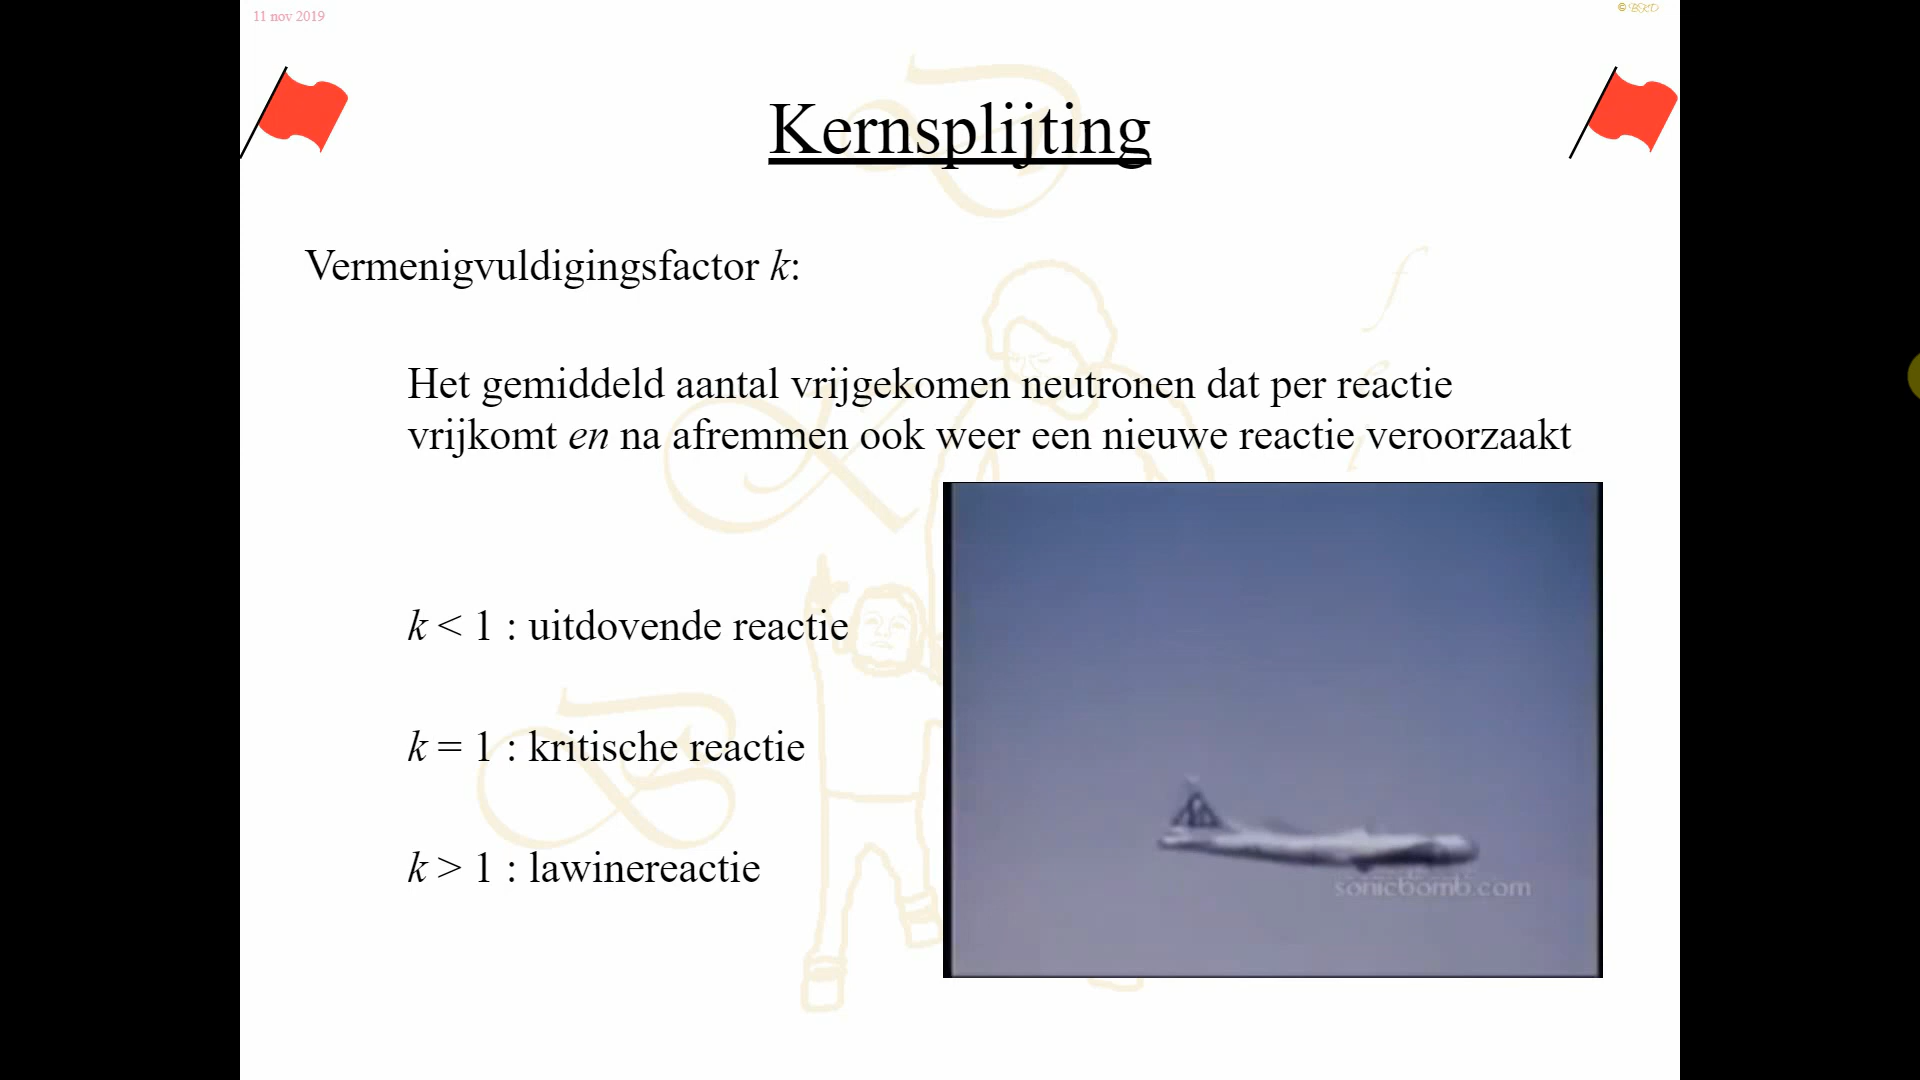 11 nov 2019
© BKD
Kernsplijting
Vermenigvuldigingsfactor k:
Het gemiddeld aantal vrijgekomen neutronen dat per reactie
vrijkomt en na afremmen ook weer een nieuwe reactie veroorzaakt
k < 1 : uitdovende reactie
k = 1 : kritische reactie
k > 1 : lawinereactie
sonicbomb.com